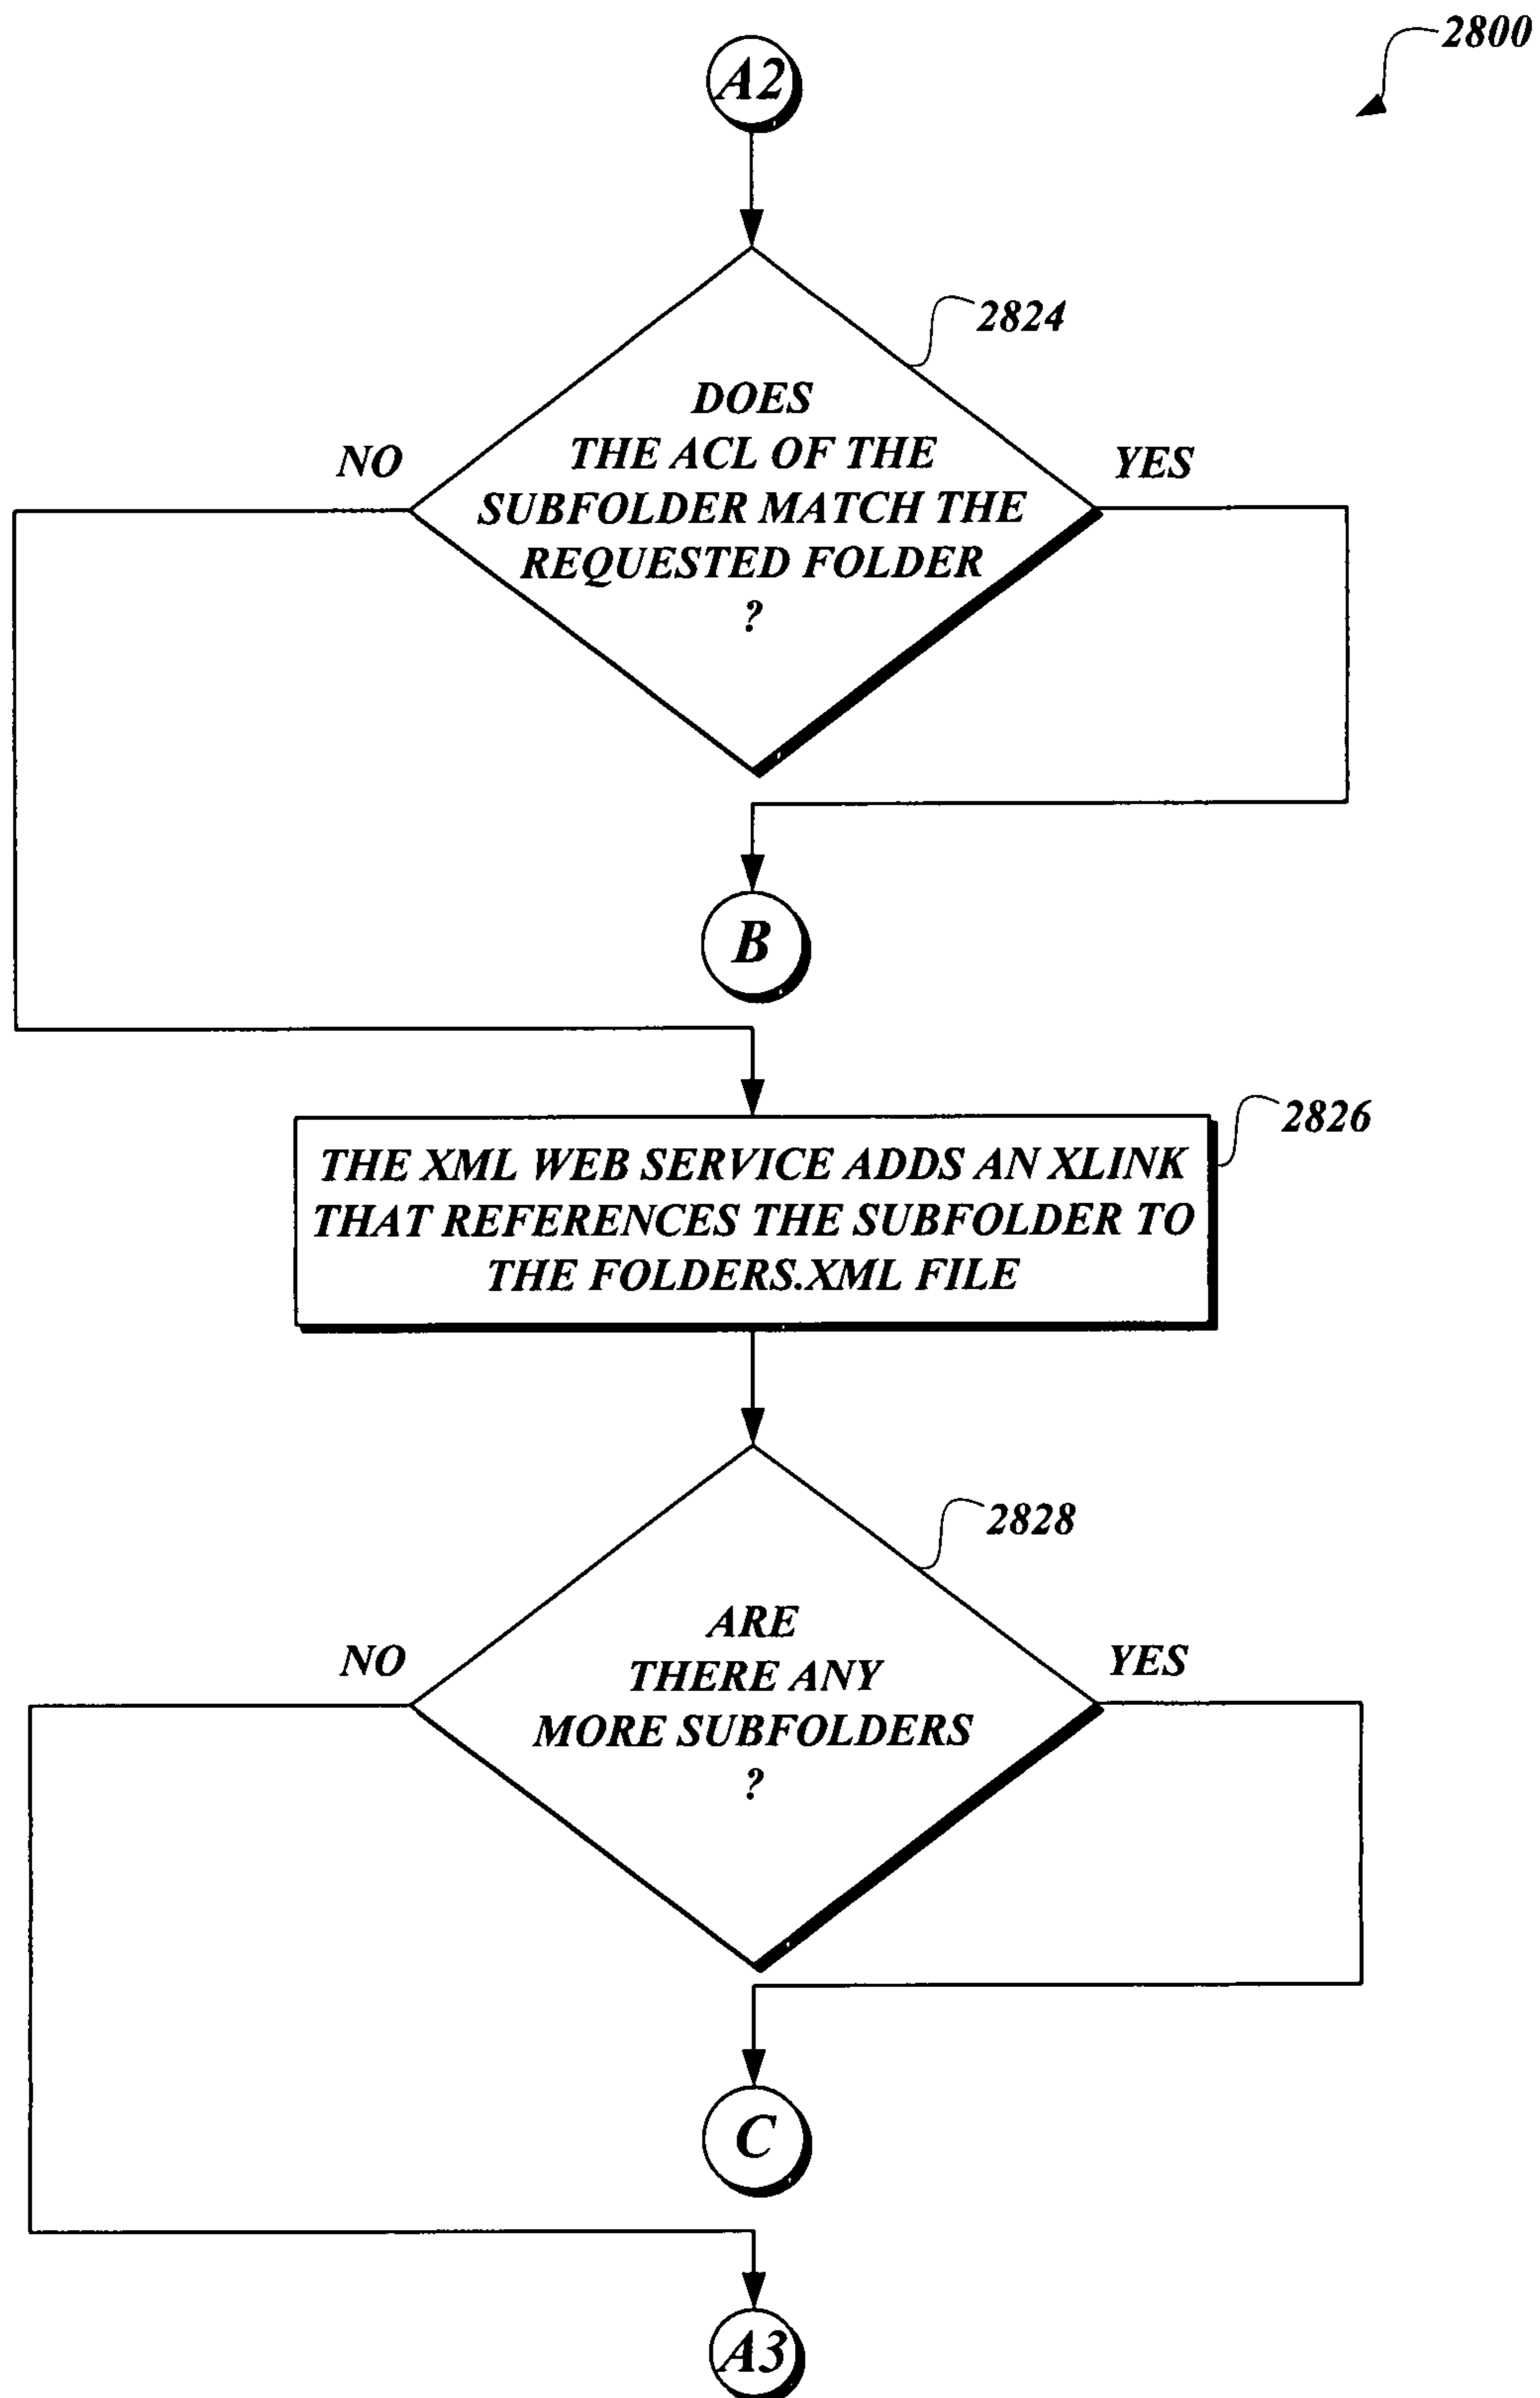 2800
A2
2824
DOES
THE ACL OF THE
SUBFOLDER MATCH THE
REQUESTED FOLDER
?
NO
YES
B
2826
THE XML WEB SERVICE ADDS AN XLINK
THAT REFERENCES THE SUBFOLDER TO
THE FOLDERS.XML FILE
2828
ARE
THERE ANY
MORE SUBFOLDERS
?
NO
YES
C
A3